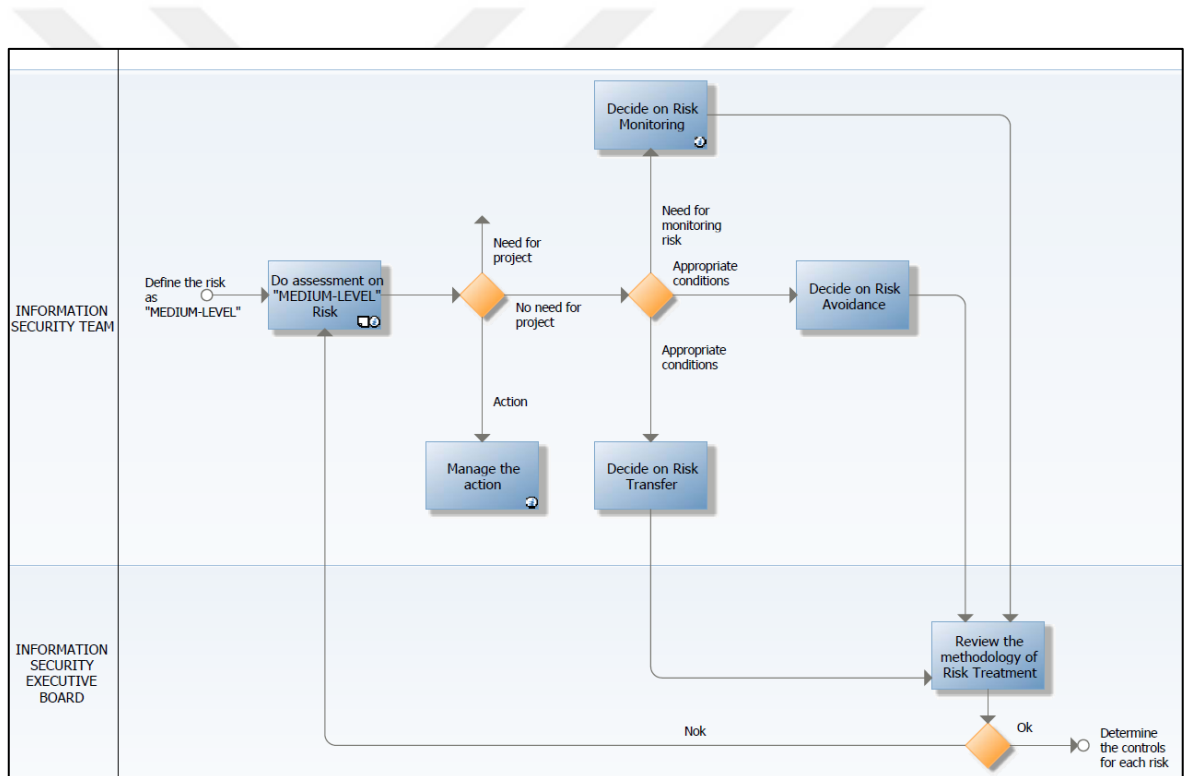 Decide on Risk
Monitoring
Need for
monitoring
risk
Need for
project
Appropriate
conditions
Define the risk
as
"MEDIUM-LEVEL"
Do assessment on
"MEDIUM-LEVEL"
Risk
No need for
project
Decide on Risk
Avoidance
INFORMATION
SECURITY TEAM
Appropriate
conditions
Action
Manage the
action
Decide on Risk
Transfer
INFORMATION
SECURITY
EXECUTIVE
BOARD
Review the
methodology of
Risk Treatment
Nok
Ok
Determine
the controls
for each risk